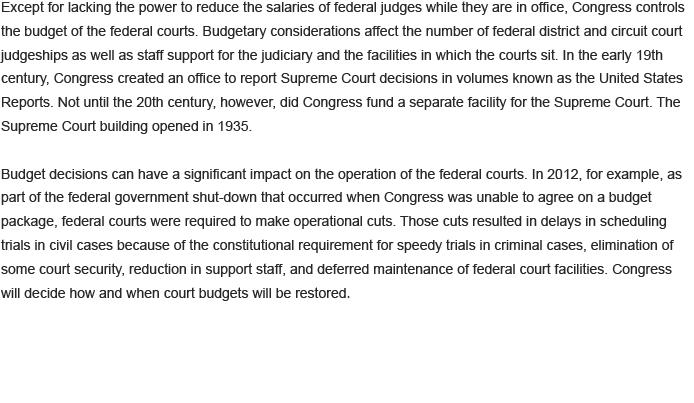 Except for lacking the power to reduce the salaries of federal judges while they are in office, Congress controls
the budget of the federal courts. Budgetary considerations affect the number of federal district and circuit court
judgeships as well as staff support for the judiciary and the facilities in which the courts sit. In the early 19th
century, Congress created an office to report Supreme Court decisions in volumes known as the United States
Reports. Not until the 20th century, however, did Congress fund a separate facility for the Supreme Court. The
Supreme Court building opened in 1935.
Budget decisions can have a significant impact on the operation of the federal courts. In 2012, for example, as
part of the federal government shut-down that occurred when Congress was unable to agree on a budget
package, federal courts were required to make operational cuts. Those cuts resulted in delays in scheduling
trials in civil cases because of the constitutional requirement for speedy trials in criminal cases, elimination of
some court security, reduction in support staff, and deferred maintenance of federal court facilities. Congress
will decide how and when court budgets will be restored.